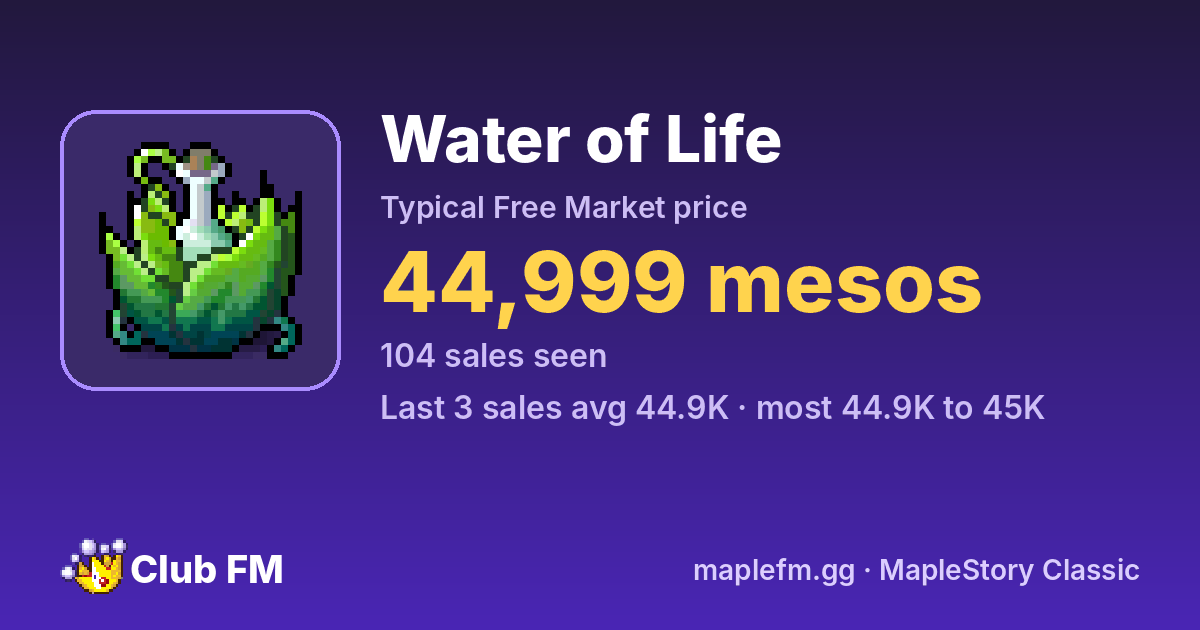 Water of Life
Typical Free Market price
44,999 mesos
104 sales seen
Last 3 sales avg 44.9K · most 44.9K to 45K
Club FM
maplefm.gg · MapleStory Classic